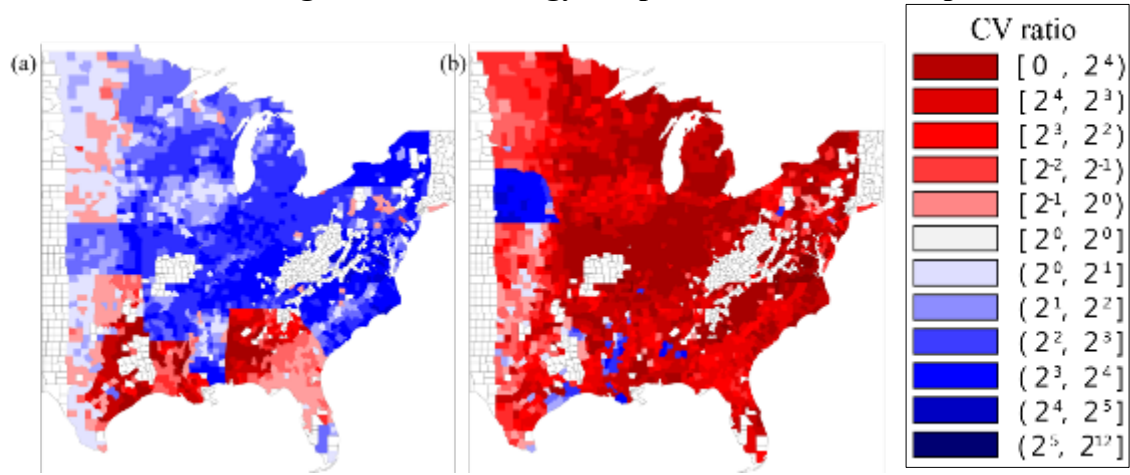 (a)
(b)
CV ratio
[0 , 2⁴)
[2⁴, 2³)
[2³, 2²)
[2⁻², 2⁻¹)
[2⁻¹, 2⁰)
[2⁰, 2⁰]
(2⁰, 2¹]
(2¹, 2²]
(2², 2³]
(2³, 2⁴]
(2⁴, 2⁵]
(2⁵, 2¹²]